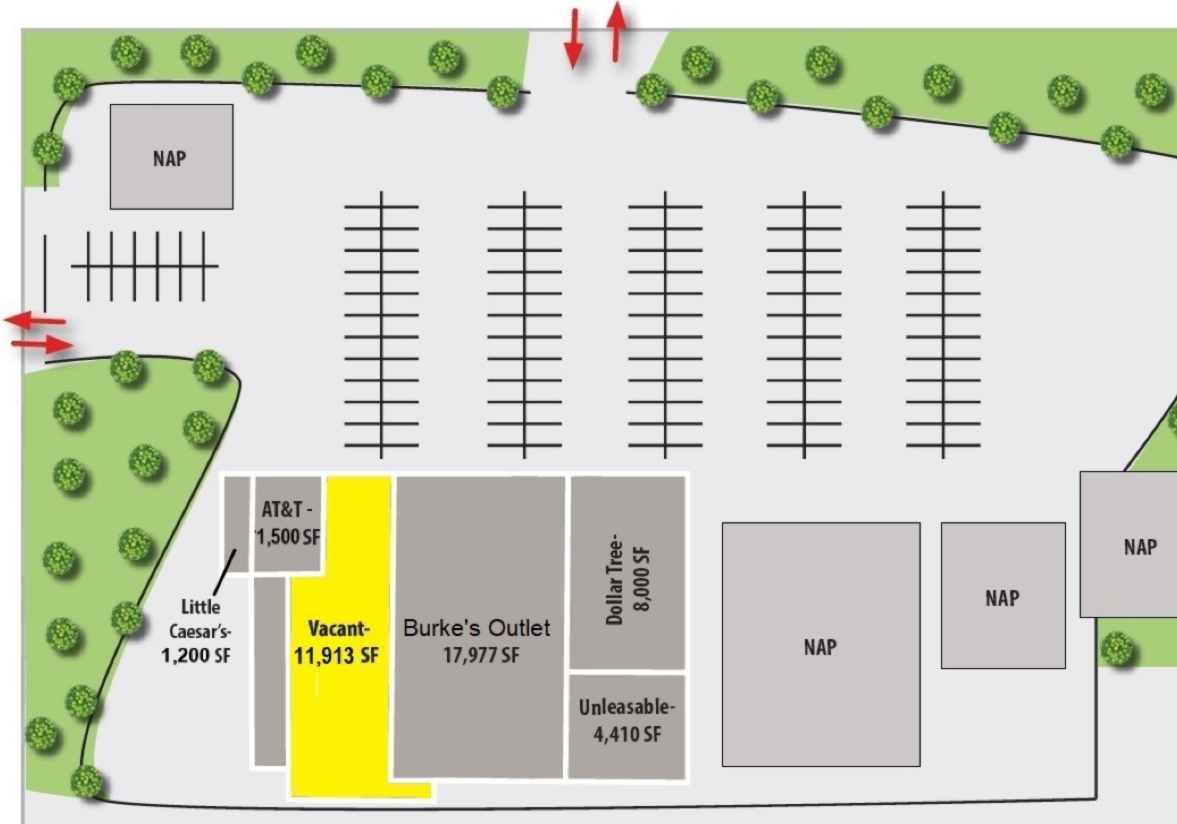 NAP
AT&T -
1,500 SF
Little
Caesar's-
1,200 SF
Vacant-
11,913 SF
Burke's Outlet
17,977 SF
Dollar Tree-
8,000 SF
Unleasable-
4,410 SF
NAP
NAP
NAP